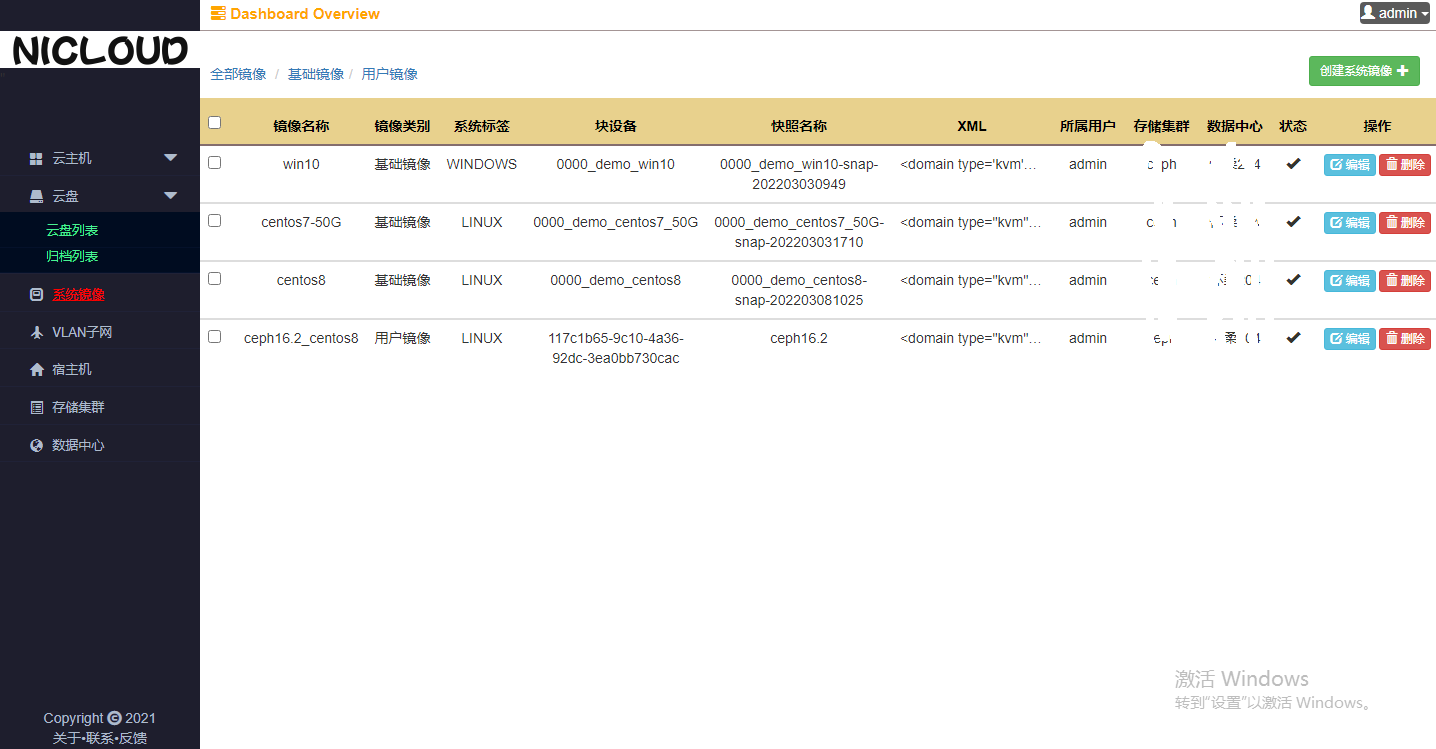 Dashboard Overview
admin
NICLOUD
全部镜像 / 基础镜像 / 用户镜像
创建系统镜像
云主机
云盘
云盘列表
归档列表
系统镜像
VLAN子网
宿主机
存储集群
数据中心
镜像名称 镜像类别 系统标签 块设备 快照名称 XML 所属用户 存储集群 数据中心 状态 操作
win10 基础镜像 WINDOWS 0000_demo_win10 0000_demo_win10-snap- <domain type='kvm'... admin 编辑 删除
202203030949
centos7-50G 基础镜像 LINUX 0000_demo_centos7_50G 0000_demo_centos7_50G- <domain type="kvm"... admin 编辑 删除
snap-202203031710
centos8 基础镜像 LINUX 0000_demo_centos8 0000_demo_centos8- <domain type="kvm"... admin 编辑 删除
snap-202203081025
ceph16.2_centos8 用户镜像 LINUX 117c1b65-9c10-4a36- ceph16.2 <domain type="kvm"... admin 编辑 删除
92dc-3ea0bb730cac
激活 Windows
转到“设置”以激活 Windows。
Copyright © 2021
关于•联系•反馈